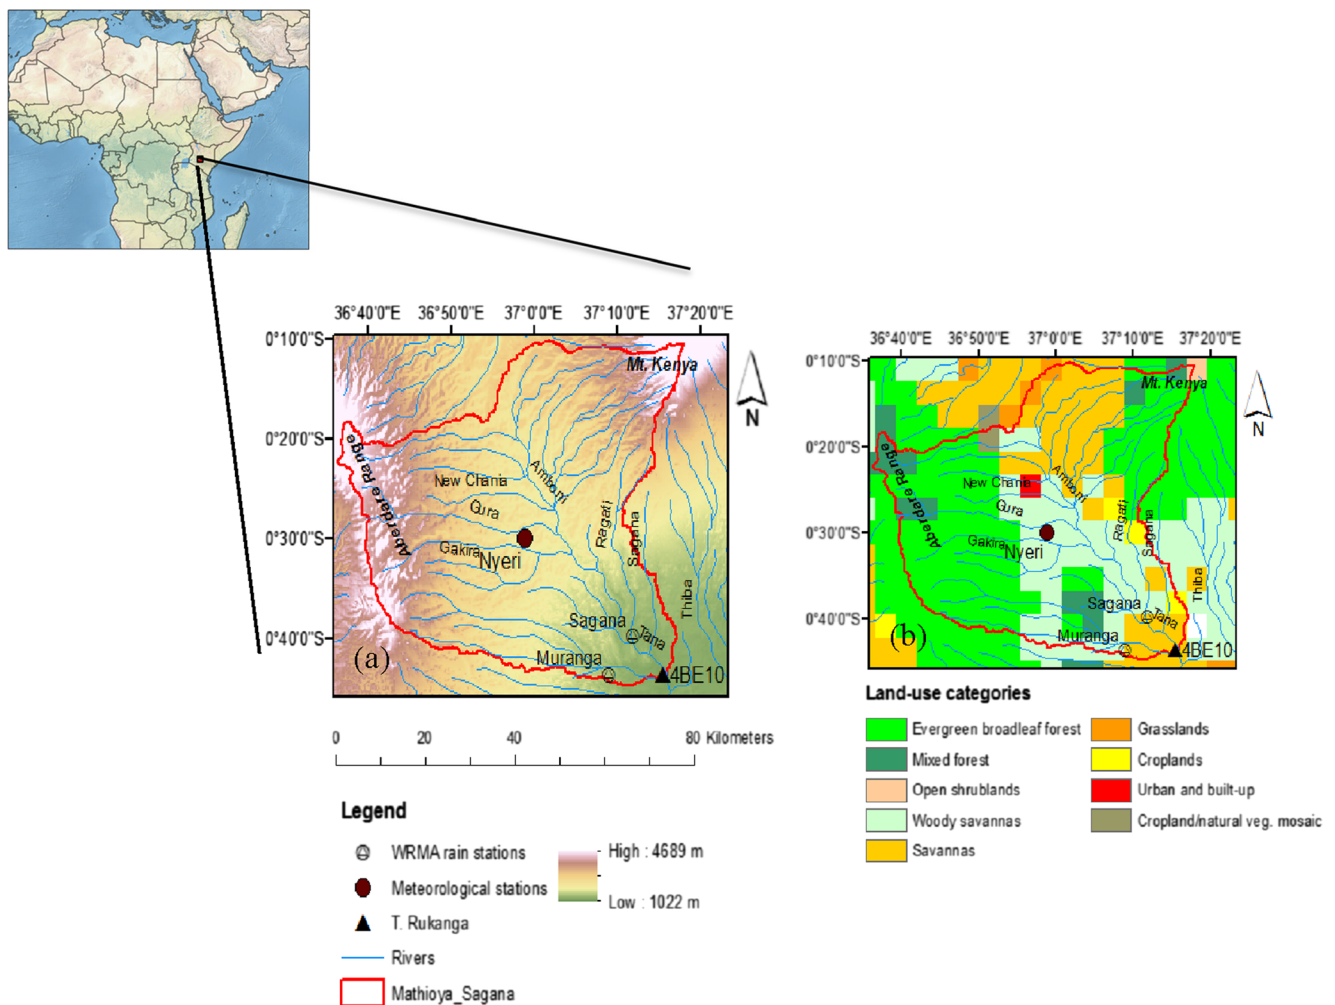 36°40'0"E 36°50'0"E 37°0'0"E 37°10'0"E 37°20'0"E
0°10'0"S
0°20'0"S
0°30'0"S
0°40'0"S
Mt. Kenya
Aberdare Range
New Chania
Amboni
Gura
Ragati
Sagana
Gakira
Nyeri
Thiba
Sagana
Tana
Muranga
4BE10
(a)
N
0 20 40 80 Kilometers
Legend
WRMA rain stations
Meteorological stations
T. Rukanga
Rivers
Mathioya_Sagana
High : 4689 m
Low : 1022 m
36°40'0"E 36°50'0"E 37°0'0"E 37°10'0"E 37°20'0"E
0°10'0"S
0°20'0"S
0°30'0"S
0°40'0"S
Mt. Kenya
Aberdare Range
New Chania
Amboni
Gura
Ragati
Sagana
Gakira
Nyeri
Thiba
Sagana
Tana
Muranga
4BE10
(b)
N
Land-use categories
Evergreen broadleaf forest
Mixed forest
Open shrublands
Woody savannas
Savannas
Grasslands
Croplands
Urban and built-up
Cropland/natural veg. mosaic